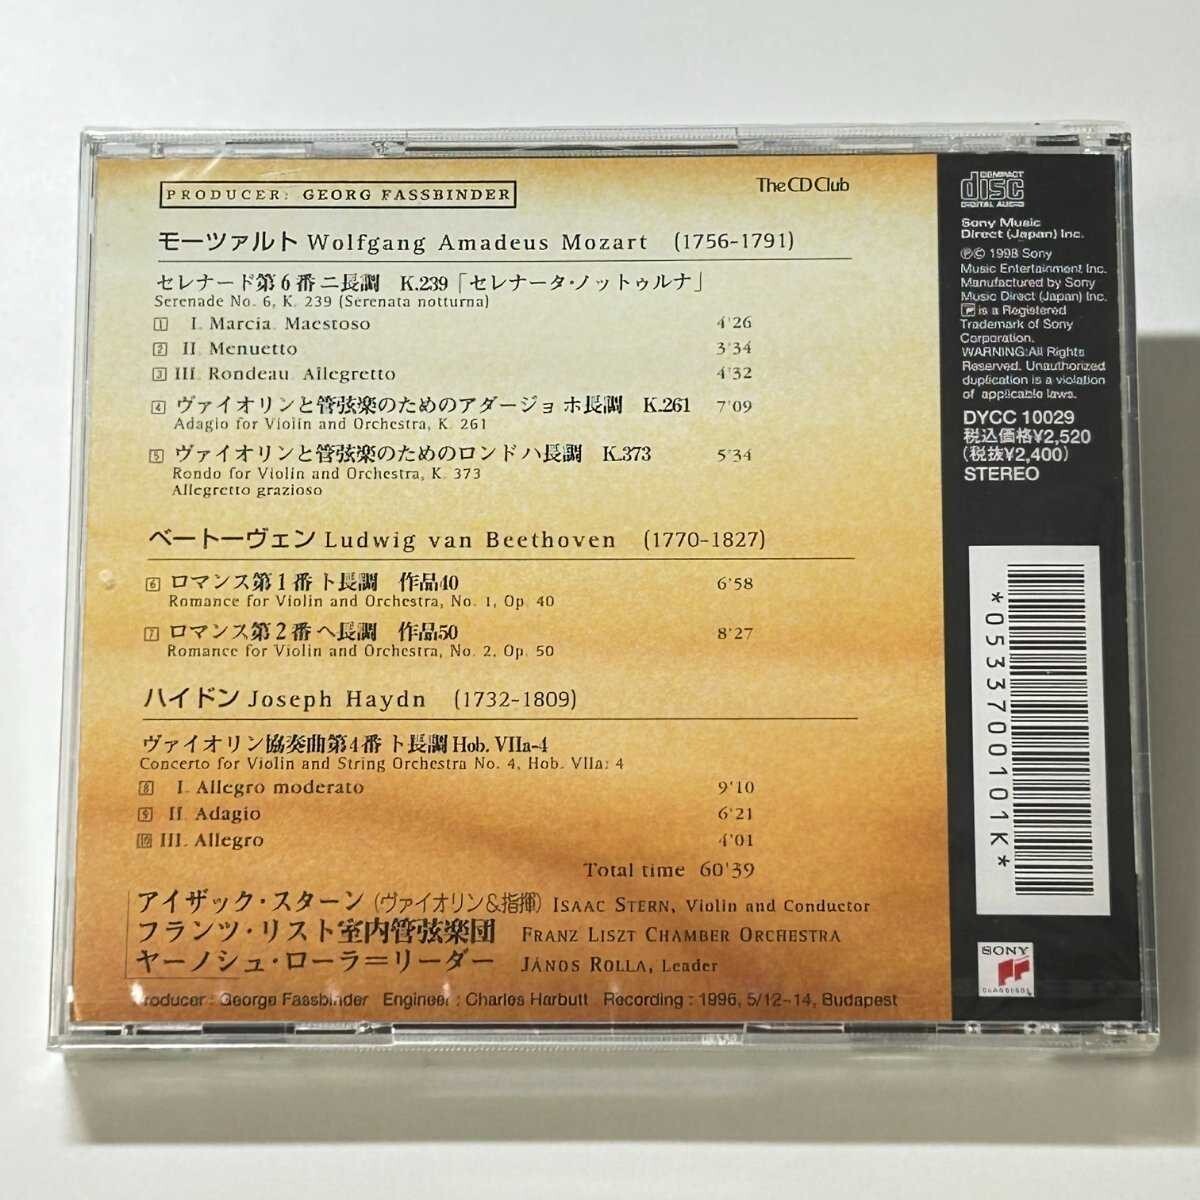 PRODUCER: GEORG FASSBINDER
The CD Club
モーツァルト Wolfgang Amadeus Mozart (1756-1791)
セレナード第6番ニ長調 K.239「セレナータ・ノットゥルナ」
Serenade No. 6, K. 239 (Serenata notturna)
1 I. Marcia. Maestoso 4'26
2 II. Menuetto 3'34
3 III. Rondeau. Allegretto 4'32
4 ヴァイオリンと管弦楽のためのアダージョ ホ長調 K.261 7'09
Adagio for Violin and Orchestra, K. 261
5 ヴァイオリンと管弦楽のためのロンド ハ長調 K.373 5'34
Rondo for Violin and Orchestra, K. 373
Allegretto grazioso
ベートーヴェン Ludwig van Beethoven (1770-1827)
6 ロマンス第1番 ト長調 作品40 6'58
Romance for Violin and Orchestra, No. 1, Op. 40
7 ロマンス第2番 ヘ長調 作品50 8'27
Romance for Violin and Orchestra, No. 2, Op. 50
ハイドン Joseph Haydn (1732-1809)
ヴァイオリン協奏曲第4番 ト長調 Hob. VIIa-4
Concerto for Violin and String Orchestra No. 4, Hob. VIIa: 4
8 I. Allegro moderato 9'10
9 II. Adagio 6'21
10 III. Allegro 4'01
Total time 60'39
アイザック・スターン(ヴァイオリン&指揮) ISAAC STERN, Violin and Conductor
フランツ・リスト室内管弦楽団 FRANZ LISZT CHAMBER ORCHESTRA
ヤーノシュ・ローラ=リーダー JÁNOS ROLLA, Leader
Producer : George Fassbinder Engineer : Charles Harbutt Recording : 1996, 5/12~14, Budapest
COMPACT
disc
DIGITAL AUDIO
Sony Music
Direct (Japan) Inc.
℗© 1998 Sony
Music Entertainment Inc.
Manufactured by Sony
Music Direct (Japan) Inc.
is a Registered
Trademark of Sony
Corporation.
WARNING:All Rights
Reserved. Unauthorized
duplication is a violation
of applicable laws.
DYCC 10029
税込価格¥2,520
(税抜¥2,400)
STEREO
*0533700101K*
SONY
CLASSICAL